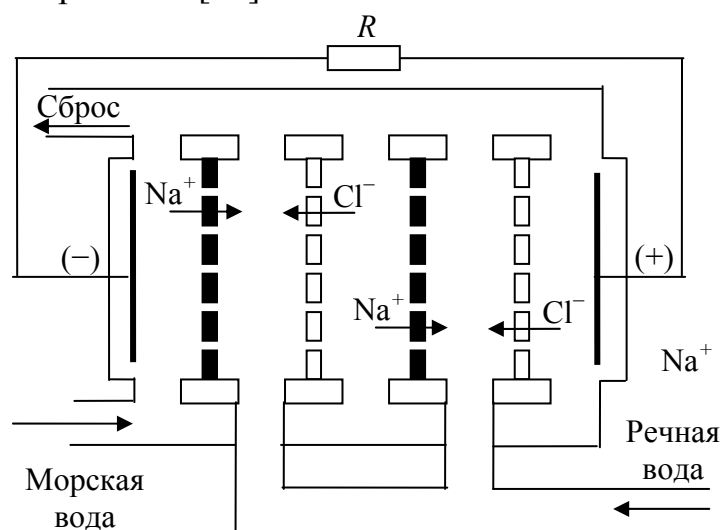 R
Сброс
Na⁺
Cl⁻
(−)
(+)
Na⁺
Cl⁻
Na⁺
Речная
вода
Морская
вода